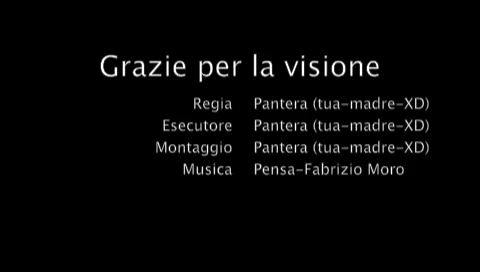 Grazie per la visione
Regia Pantera (tua-madre-XD)
Esecutore Pantera (tua-madre-XD)
Montaggio Pantera (tua-madre-XD)
Musica Pensa-Fabrizio Moro